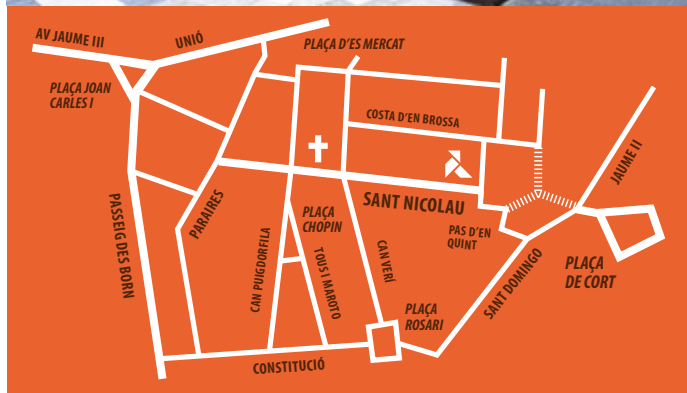 AV JAUME III
UNIÓ
PLAÇA D'ES MERCAT
PLAÇA JOAN
CARLES I
COSTA D'EN BROSSA
JAUME II
PASSEIG DES BORN
PARAIRES
SANT NICOLAU
PLAÇA
CHOPIN
PAS D'EN
QUINT
CAN PUIGDORFILA
TOUS I MAROTO
CAN VERÍ
SANT DOMINGO
PLAÇA
DE CORT
PLAÇA
ROSARI
CONSTITUCIÓ